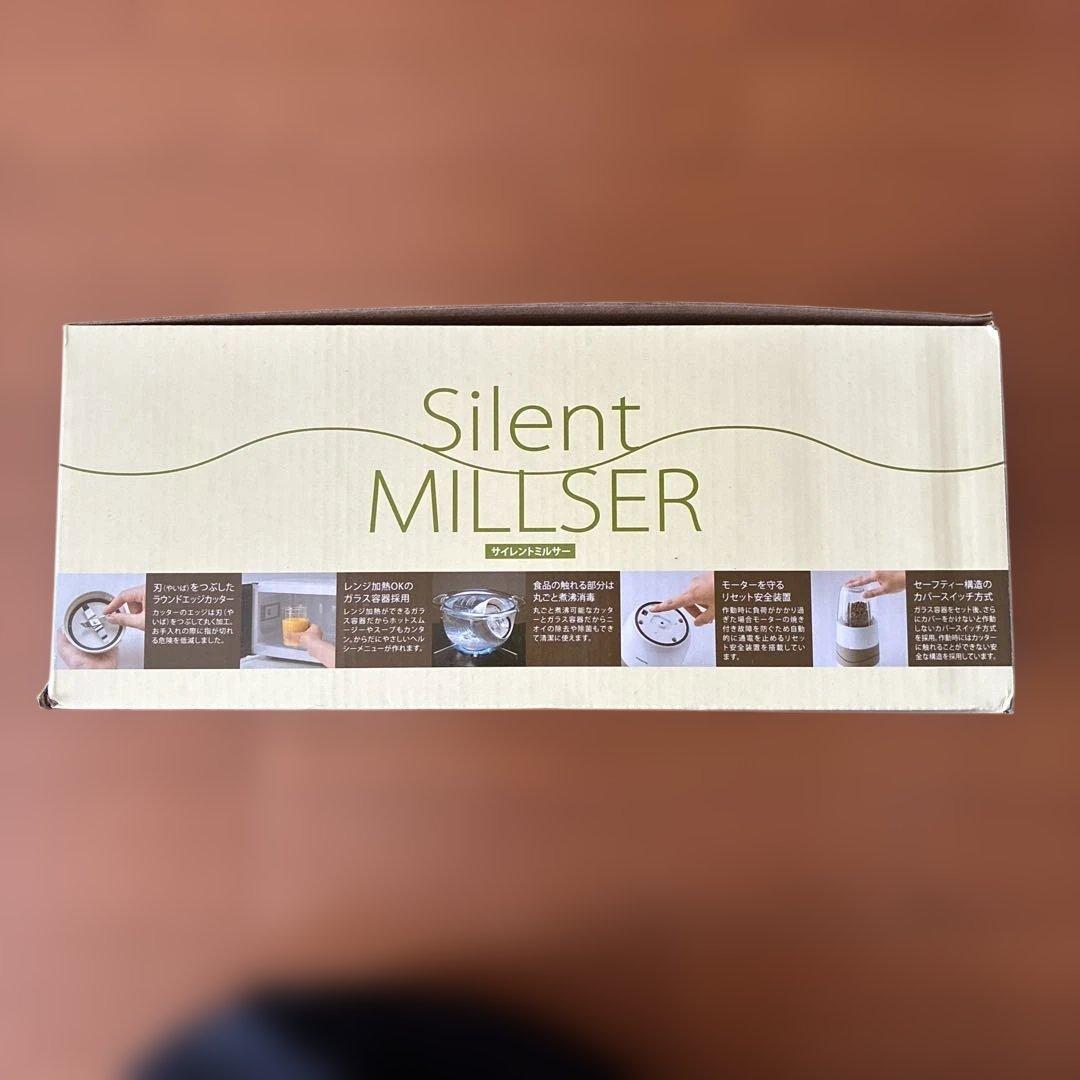 Silent
MILLSER
サイレントミルサー
刃(やいば)をつぶした
ラウンドエッジカッター
カッターのエッジは刃(や
いば)をつぶして丸く加工。
お手入れの際に指が切れ
る危険を低減しました。
レンジ加熱OKの
ガラス容器採用
レンジ加熱ができるガラ
ス容器だからホットスム
ージーやスープもカンタ
ン。からだにやさしいヘル
シーメニューが作れます。
食品の触れる部分は
丸ごと煮沸消毒
丸ごと煮沸可能なカッタ
ーとガラス容器だからニ
オイの除去や除菌もでき
て清潔に使えます。
モーターを守る
リセット安全装置
作動時に負荷がかかり過
ぎた場合モーターの焼き
付き故障を防ぐため自動
的に通電を止めるリセッ
ト安全装置を搭載してい
ます。
セーフティー構造の
カバースイッチ方式
ガラス容器をセット後、さら
にカバーをかけないと作動
しないカバースイッチ方式
を採用。作動時にはカッター
に触れることができない安
全な構造を採用しています。